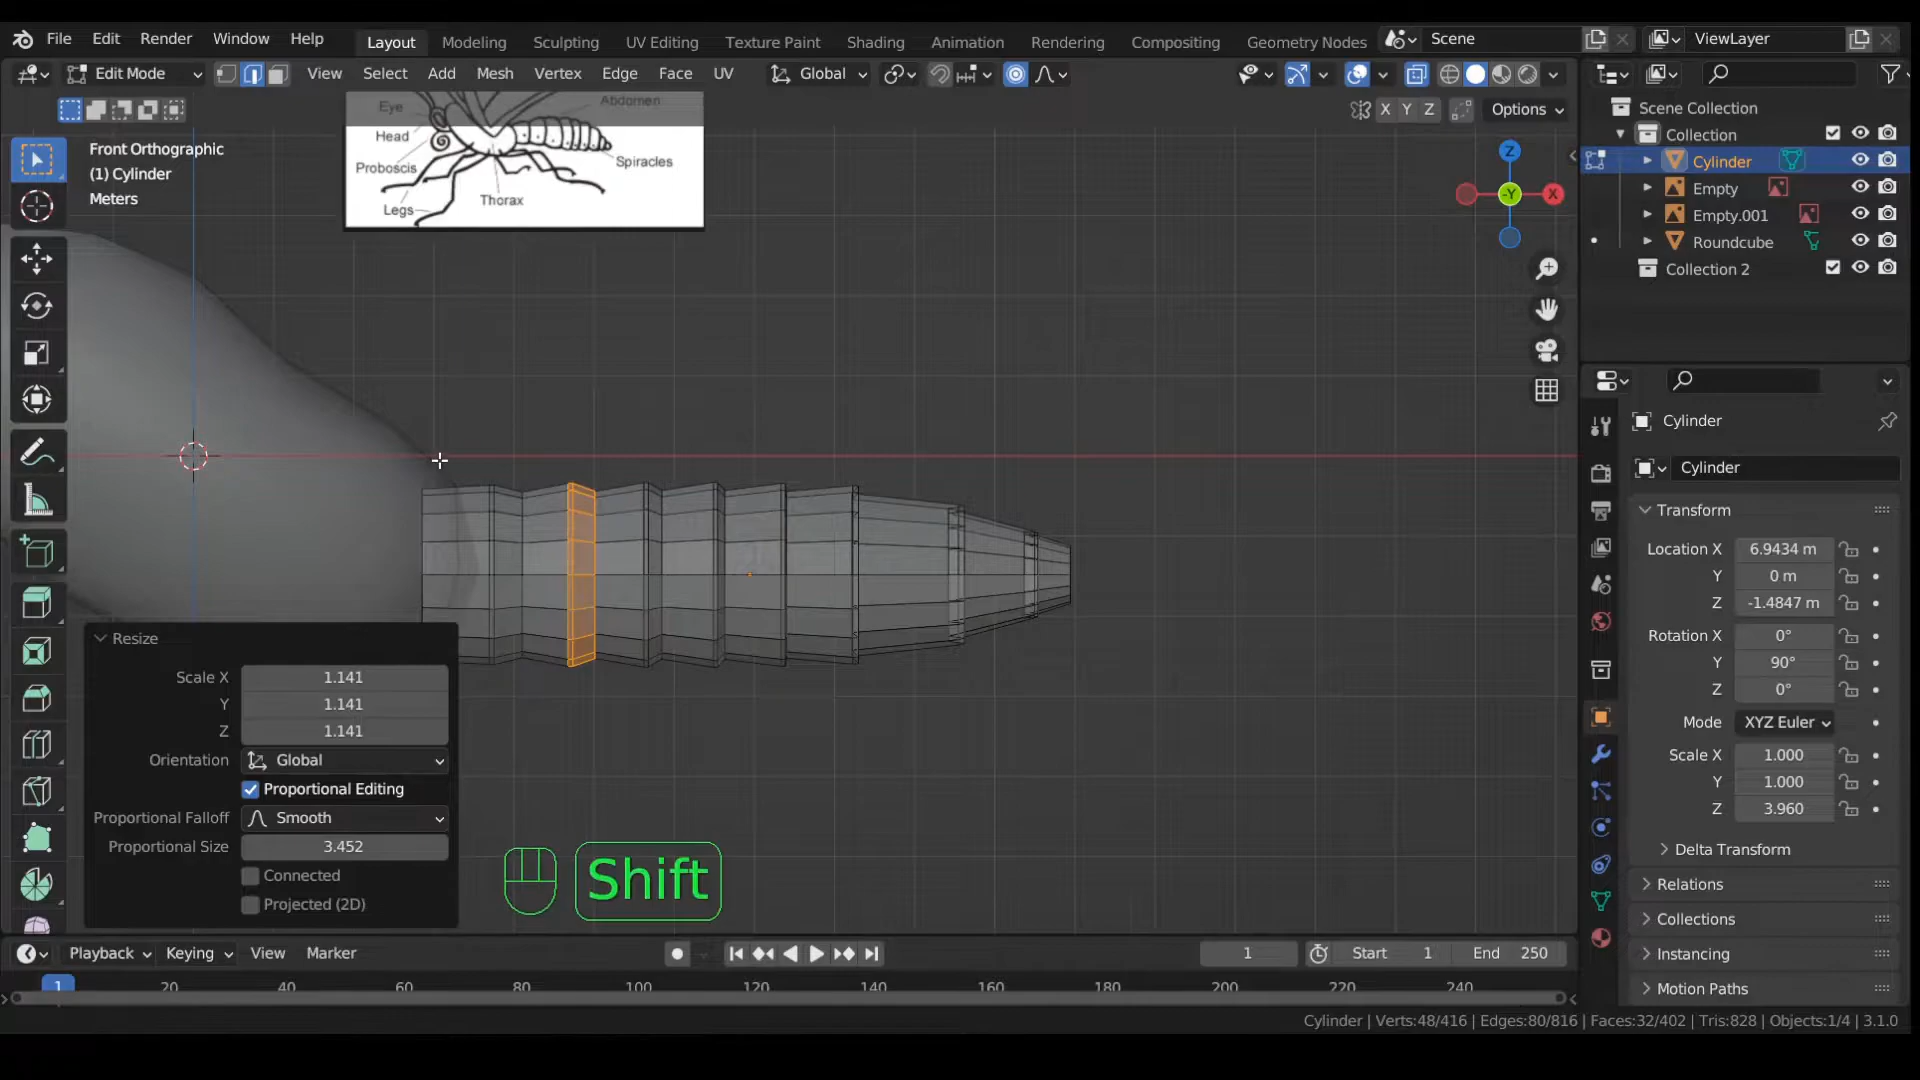 File Edit Render Window Help Layout Modeling Sculpting UV Editing Texture Paint Shading Animation Rendering Compositing Geometry Nodes Scene ViewLayer
Edit Mode View Select Add Mesh Vertex Edge Face UV Global
X Y Z Options
Front Orthographic
(1) Cylinder
Meters
Eye
Abdomen
Head
Proboscis
Spiracles
Thorax
Legs
Z
-Y
X
Scene Collection
Collection
Cylinder
Empty
Empty.001
Roundcube
Collection 2
Resize
Scale X 1.141
Y 1.141
Z 1.141
Orientation Global
Proportional Editing
Proportional Falloff Smooth
Proportional Size 3.452
Connected
Projected (2D)
Shift
Cylinder
Cylinder
Transform
Location X 6.9434 m
Y 0 m
Z -1.4847 m
Rotation X 0°
Y 90°
Z 0°
Mode XYZ Euler
Scale X 1.000
Y 1.000
Z 3.960
Delta Transform
Relations
Collections
Instancing
Motion Paths
Playback Keying View Marker 1 Start 1 End 250
1 20 40 60 80 100 120 140 160 180 200 220 240
Cylinder | Verts:48/416 | Edges:80/816 | Faces:32/402 | Tris:828 | Objects:1/4 | 3.1.0